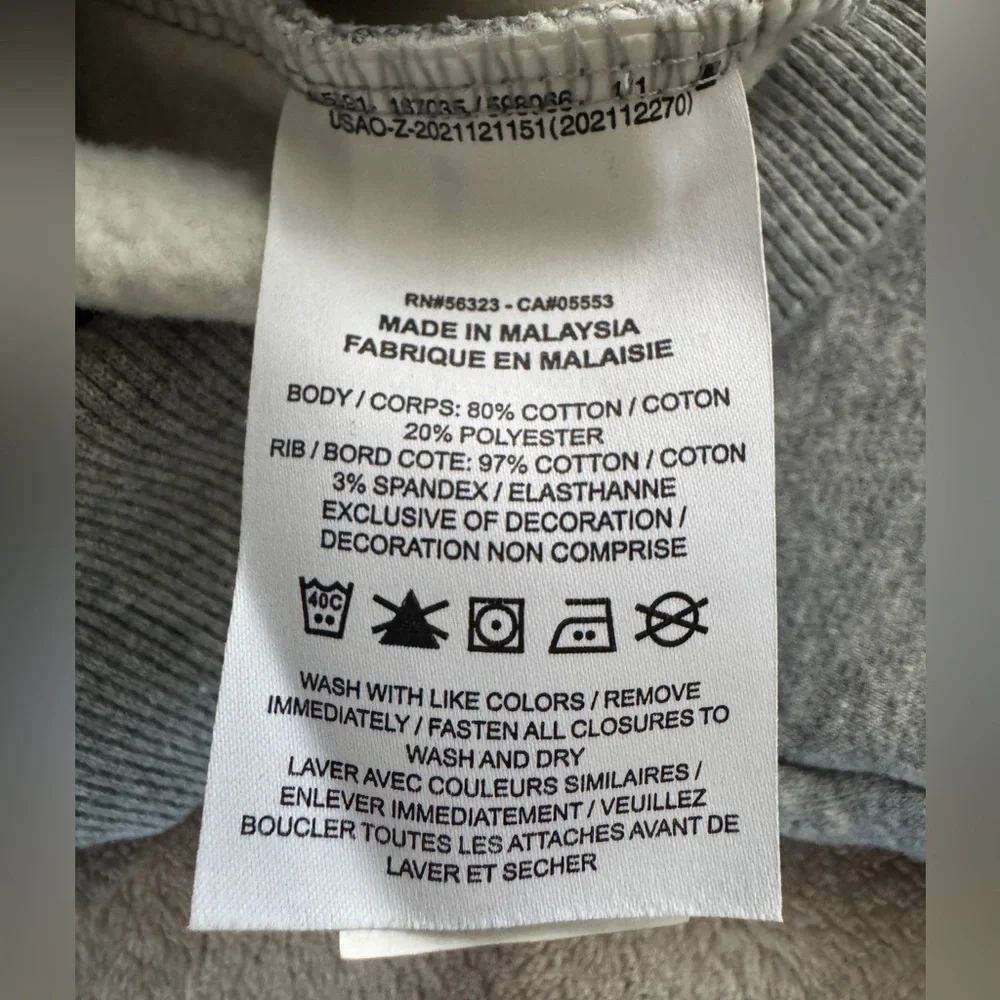 USAO-Z-2021121151(202112270)
RN#56323 - CA#05553
MADE IN MALAYSIA
FABRIQUE EN MALAISIE
BODY / CORPS: 80% COTTON / COTON
20% POLYESTER
RIB / BORD COTE: 97% COTTON / COTON
3% SPANDEX / ELASTHANNE
EXCLUSIVE OF DECORATION /
DECORATION NON COMPRISE
40C
WASH WITH LIKE COLORS / REMOVE
IMMEDIATELY / FASTEN ALL CLOSURES TO
WASH AND DRY
LAVER AVEC COULEURS SIMILAIRES /
ENLEVER IMMEDIATEMENT / VEUILLEZ
BOUCLER TOUTES LES ATTACHES AVANT DE
LAVER ET SECHER